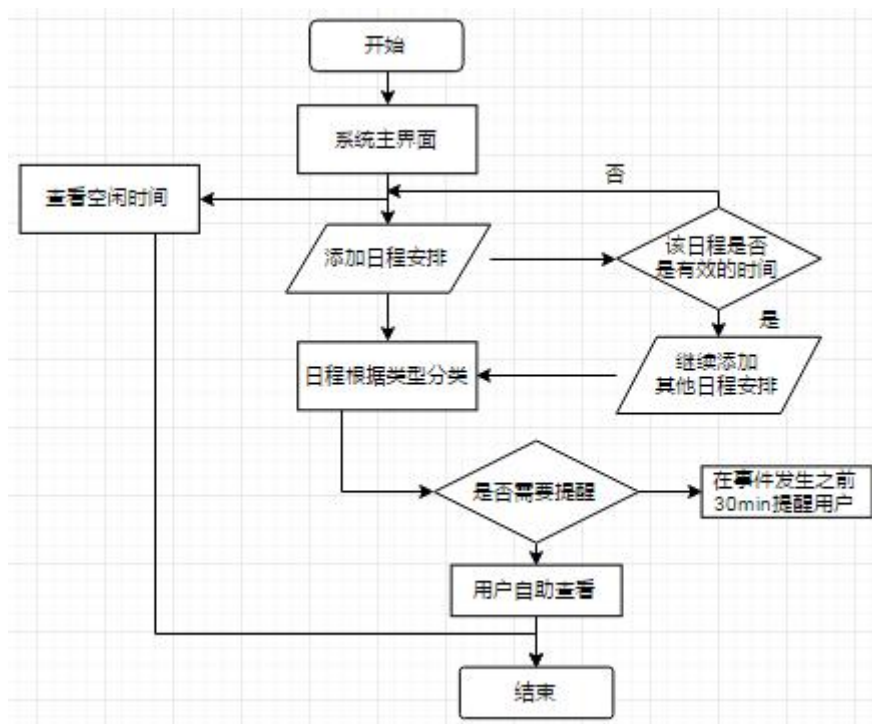 开始
系统主界面
否
查看空闲时间
添加日程安排
该日程是否
是有效的时间
是
日程根据类型分类
继续添加
其他日程安排
是否需要提醒
在事件发生之前
30min提醒用户
用户自助查看
结束